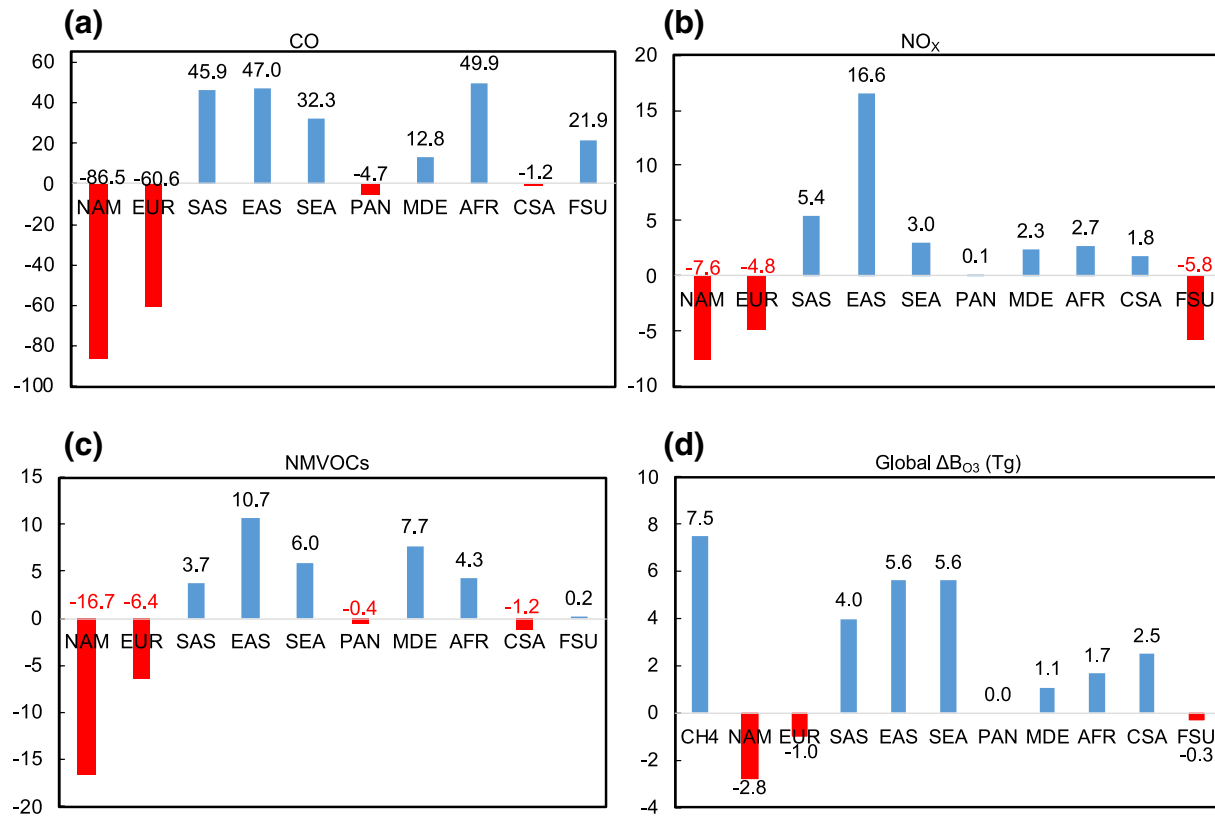 (a)
CO
60
40
20
0
-20
-40
-60
-80
-100
-86.5 -60.6 45.9 47.0 32.3 -4.7 12.8 49.9 -1.2 21.9
NAM EUR SAS EAS SEA PAN MDE AFR CSA FSU
(b)
NOX
20
15
10
5
0
-5
-10
-7.6 -4.8 5.4 16.6 3.0 0.1 2.3 2.7 1.8 -5.8
NAM EUR SAS EAS SEA PAN MDE AFR CSA FSU
(c)
NMVOCs
15
10
5
0
-5
-10
-15
-20
-16.7 -6.4 3.7 10.7 6.0 -0.4 7.7 4.3 -1.2 0.2
NAM EUR SAS EAS SEA PAN MDE AFR CSA FSU
(d)
Global ΔBO3 (Tg)
10
8
6
4
2
0
-2
-4
7.5 -2.8 -1.0 4.0 5.6 5.6 0.0 1.1 1.7 2.5 -0.3
CH4 NAM EUR SAS EAS SEA PAN MDE AFR CSA FSU